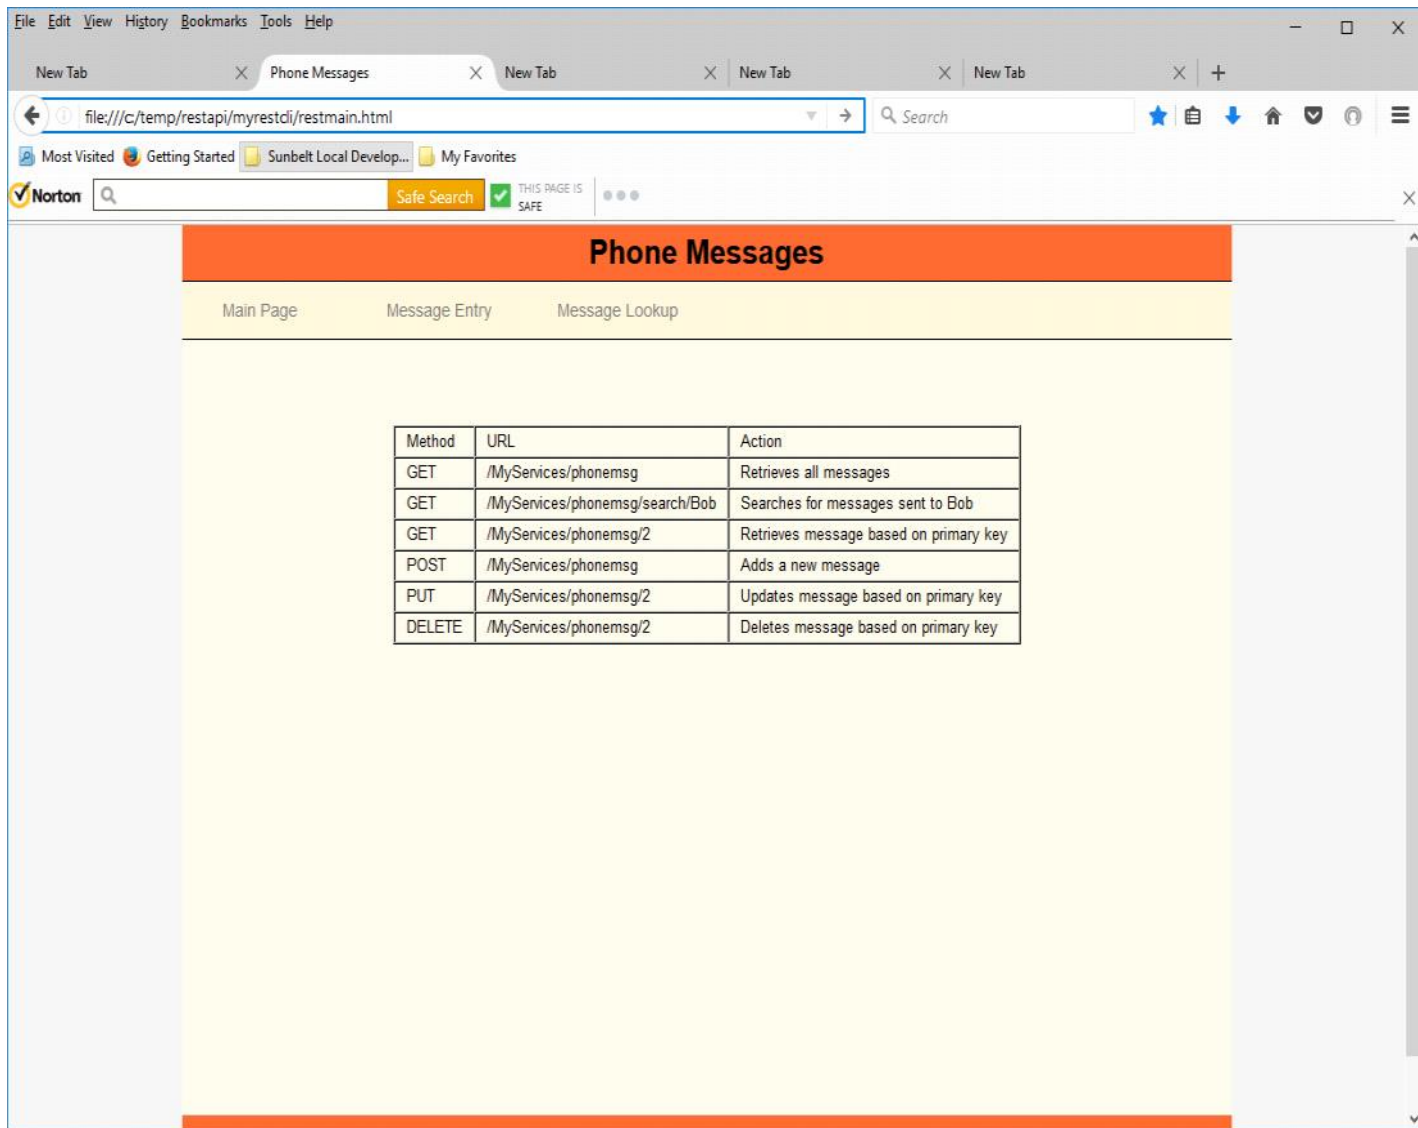 File Edit View History Bookmarks Tools Help
New Tab Phone Messages New Tab New Tab New Tab
file:///c:/temp/restapi/myrestcli/restmain.html Search
Most Visited Getting Started Sunbelt Local Develop... My Favorites
Norton Safe Search THIS PAGE IS
SAFE
Phone Messages
Main Page Message Entry Message Lookup
Method URL Action
GET /MyServices/phonemsg Retrieves all messages
GET /MyServices/phonemsg/search/Bob Searches for messages sent to Bob
GET /MyServices/phonemsg/2 Retrieves message based on primary key
POST /MyServices/phonemsg Adds a new message
PUT /MyServices/phonemsg/2 Updates message based on primary key
DELETE /MyServices/phonemsg/2 Deletes message based on primary key